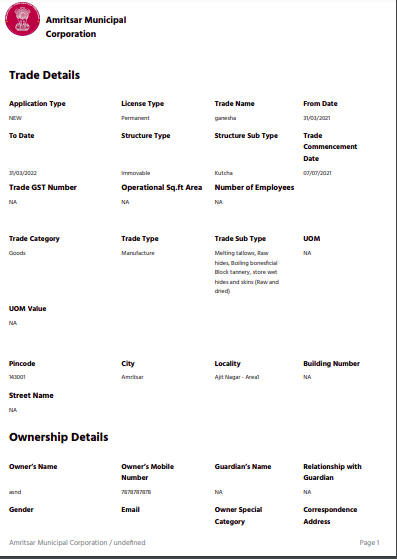 Amritsar Municipal
Corporation
Trade Details
Application Type License Type Trade Name From Date
NEW Permanent ganesha 31/03/2021
To Date Structure Type Structure Sub Type Trade
Commencement
Date
31/03/2022 Immovable Kutcha 07/07/2021
Trade GST Number Operational Sq.ft Area Number of Employees
NA NA NA
Trade Category Trade Type Trade Sub Type UOM
Goods Manufacture Melting tallows, Raw NA
hides, Boiling bonesficial
Block tannery, store wet
hides and skins (Raw and
dried)
UOM Value
NA
Pincode City Locality Building Number
143001 Amritsar Ajit Nagar - Area1 NA
Street Name
NA
Ownership Details
Owner's Name Owner's Mobile Guardian's Name Relationship with
Number Guardian
asnd 7878787878 NA NA
Gender Email Owner Special Correspondence
Category Address
Amritsar Municipal Corporation / undefined Page 1